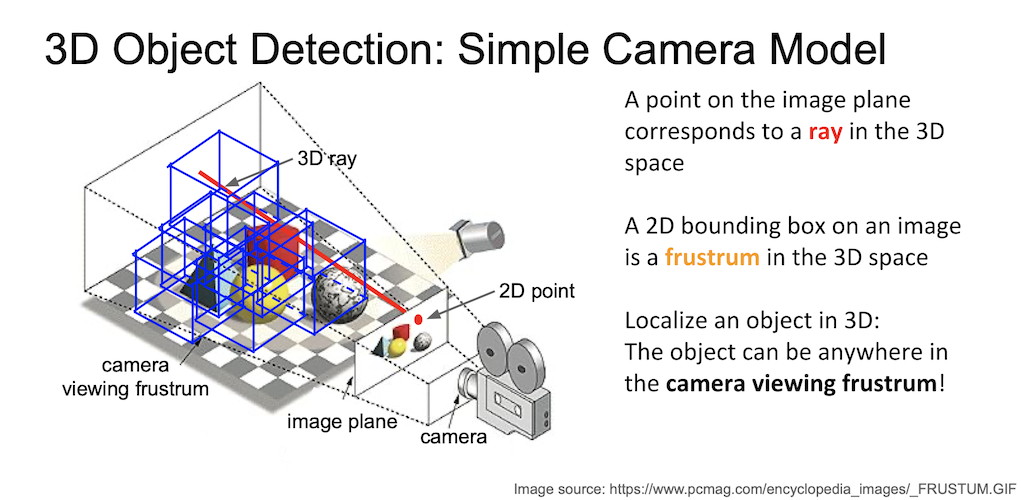 3D Object Detection: Simple Camera Model
3D ray
2D point
camera
viewing frustrum
image plane
camera
A point on the image plane
corresponds to a ray in the 3D
space
A 2D bounding box on an image
is a frustrum in the 3D space
Localize an object in 3D:
The object can be anywhere in
the camera viewing frustrum!
Image source: https://www.pcmag.com/encyclopedia_images/_FRUSTUM.GIF